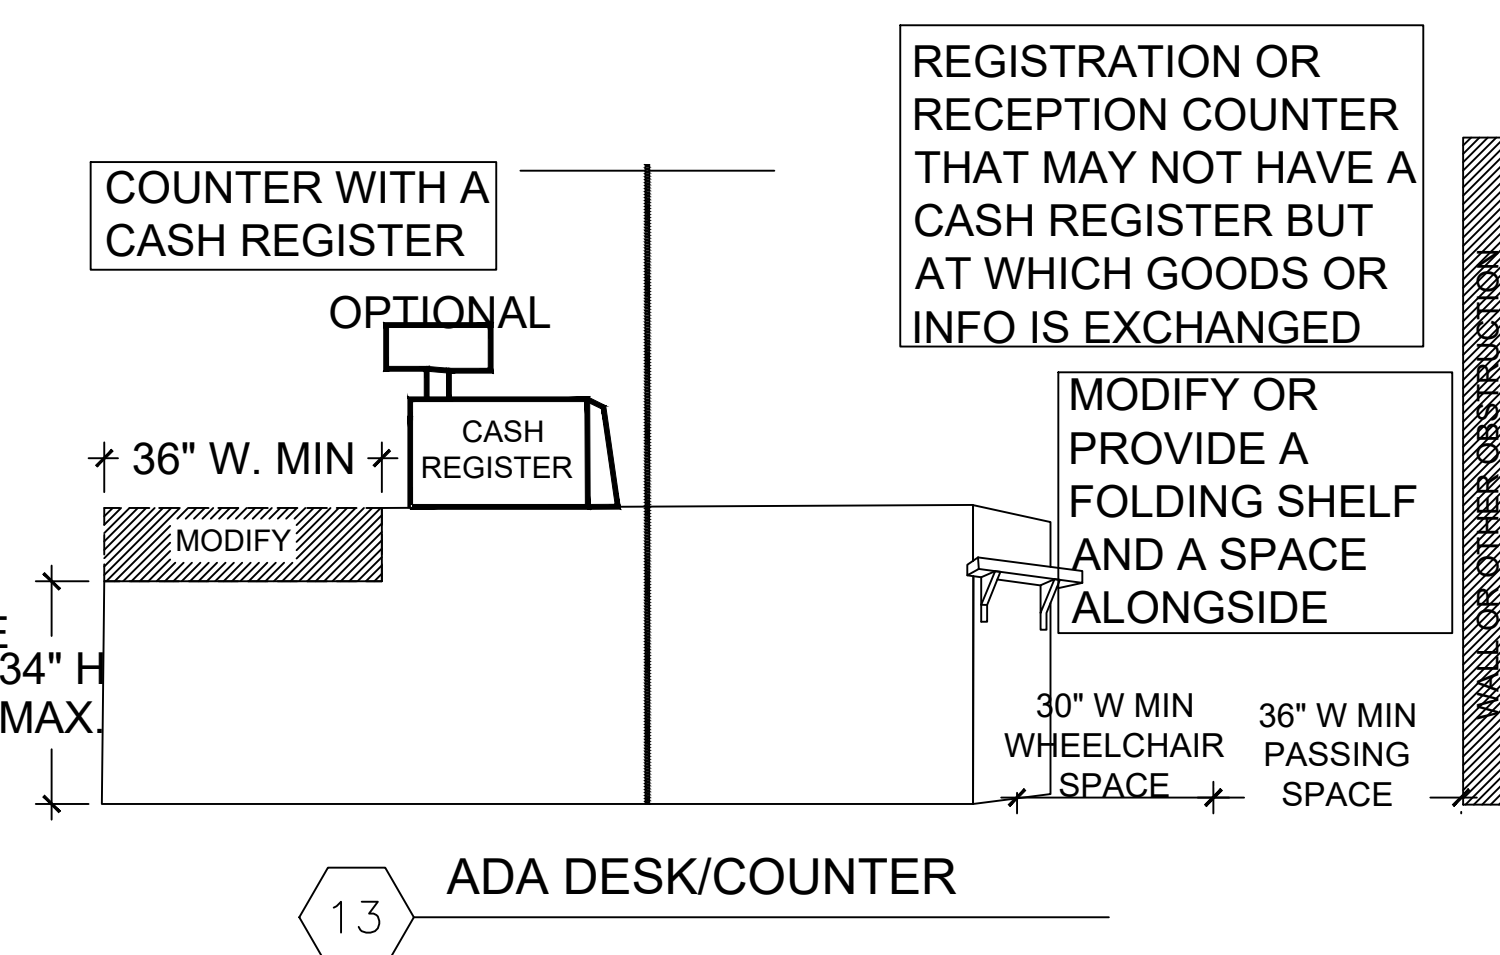 REGISTRATION OR
RECEPTION COUNTER
THAT MAY NOT HAVE A
CASH REGISTER BUT
AT WHICH GOODS OR
INFO IS EXCHANGED
COUNTER WITH A
CASH REGISTER
OPTIONAL
CASH
REGISTER
36" W. MIN
MODIFY
34" H
MAX.
MODIFY OR
PROVIDE A
FOLDING SHELF
AND A SPACE
ALONGSIDE
WALL OR OTHER OBSTRUCTION
30" W MIN
WHEELCHAIR
SPACE
36" W MIN
PASSING
SPACE
ADA DESK/COUNTER
13